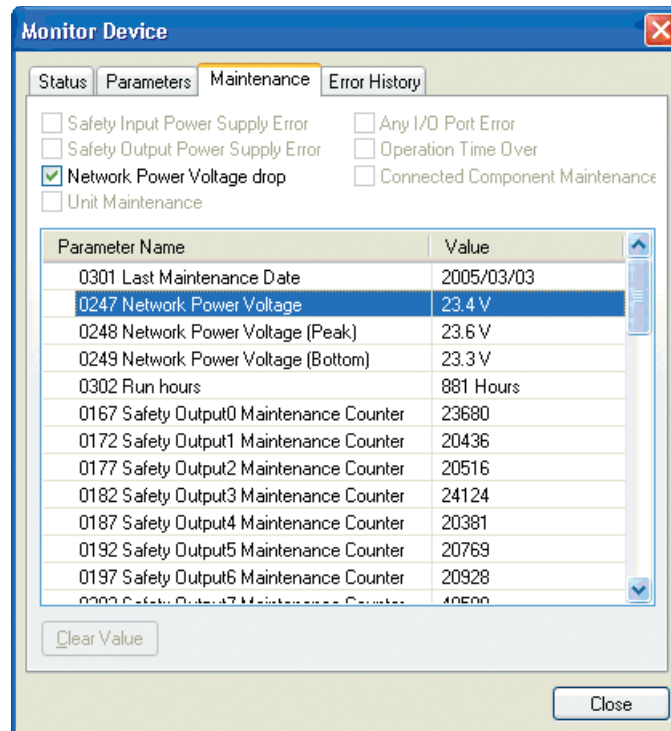 Monitor Device
Status Parameters Maintenance Error History
Safety Input Power Supply Error Any I/O Port Error
Safety Output Power Supply Error Operation Time Over
Network Power Voltage drop Connected Component Maintenance
Unit Maintenance
Parameter Name Value
0301 Last Maintenance Date 2005/03/03
0247 Network Power Voltage 23.4 V
0248 Network Power Voltage (Peak) 23.6 V
0249 Network Power Voltage (Bottom) 23.3 V
0302 Run hours 881 Hours
0167 Safety Output0 Maintenance Counter 23680
0172 Safety Output1 Maintenance Counter 20436
0177 Safety Output2 Maintenance Counter 20516
0182 Safety Output3 Maintenance Counter 24124
0187 Safety Output4 Maintenance Counter 20381
0192 Safety Output5 Maintenance Counter 20769
0197 Safety Output6 Maintenance Counter 20928
Safety Output7 Maintenance Counter
Clear Value
Close